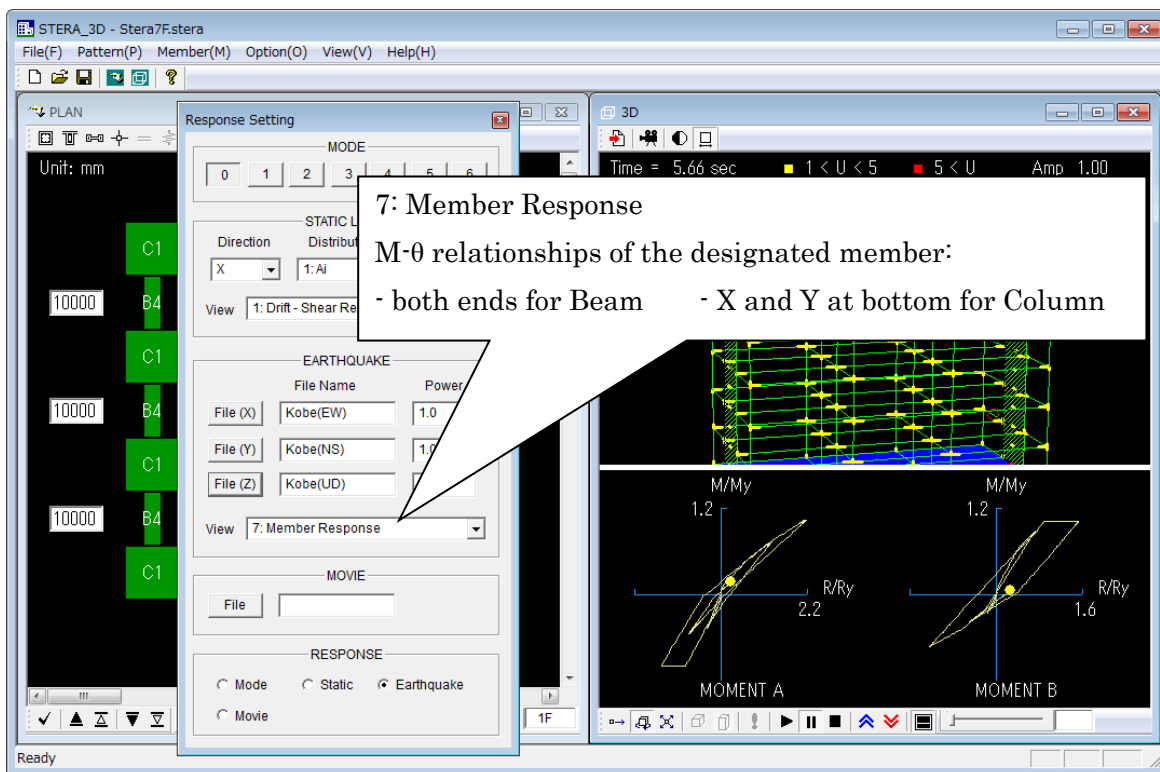 STERA_3D - Stera7F.stera
File(F) Pattern(P) Member(M) Option(O) View(V) Help(H)
PLAN
Unit: mm
C1
10000 B4
C1
10000 B4
C1
10000 B4
C1
1F
Response Setting
MODE
0 1 2 3 4 5 6
STATIC L
Direction Distribut
X 1: Ai
View 1: Drift - Shear Re
EARTHQUAKE
File Name Power
File (X) Kobe(EW) 1.0
File (Y) Kobe(NS) 1.0
File (Z) Kobe(UD)
View 7: Member Response
MOVIE
File
RESPONSE
Mode Static Earthquake
Movie
7: Member Response
M-θ relationships of the designated member:
- both ends for Beam - X and Y at bottom for Column
3D
Time = 5.66 sec 1 < U < 5 5 < U Amp 1.00
M/My M/My
1.2 1.2
R/Ry R/Ry
2.2 1.6
MOMENT A MOMENT B
Ready